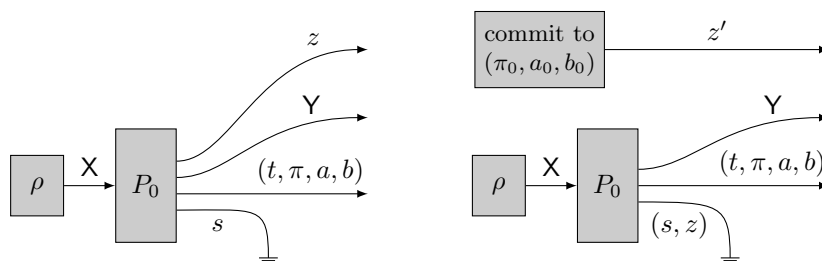 z
Y
(t, π, a, b)
ρ
X
P₀
s
commit to
(π₀, a₀, b₀)
z′
Y
(t, π, a, b)
ρ
X
P₀
(s, z)